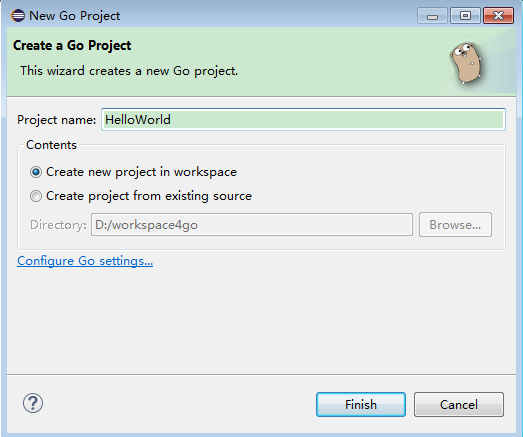 New Go Project
Create a Go Project
This wizard creates a new Go project.
Project name: HelloWorld
Contents
Create new project in workspace
Create project from existing source
Directory: D:/workspace4go Browse...
Configure Go settings...
? Finish Cancel